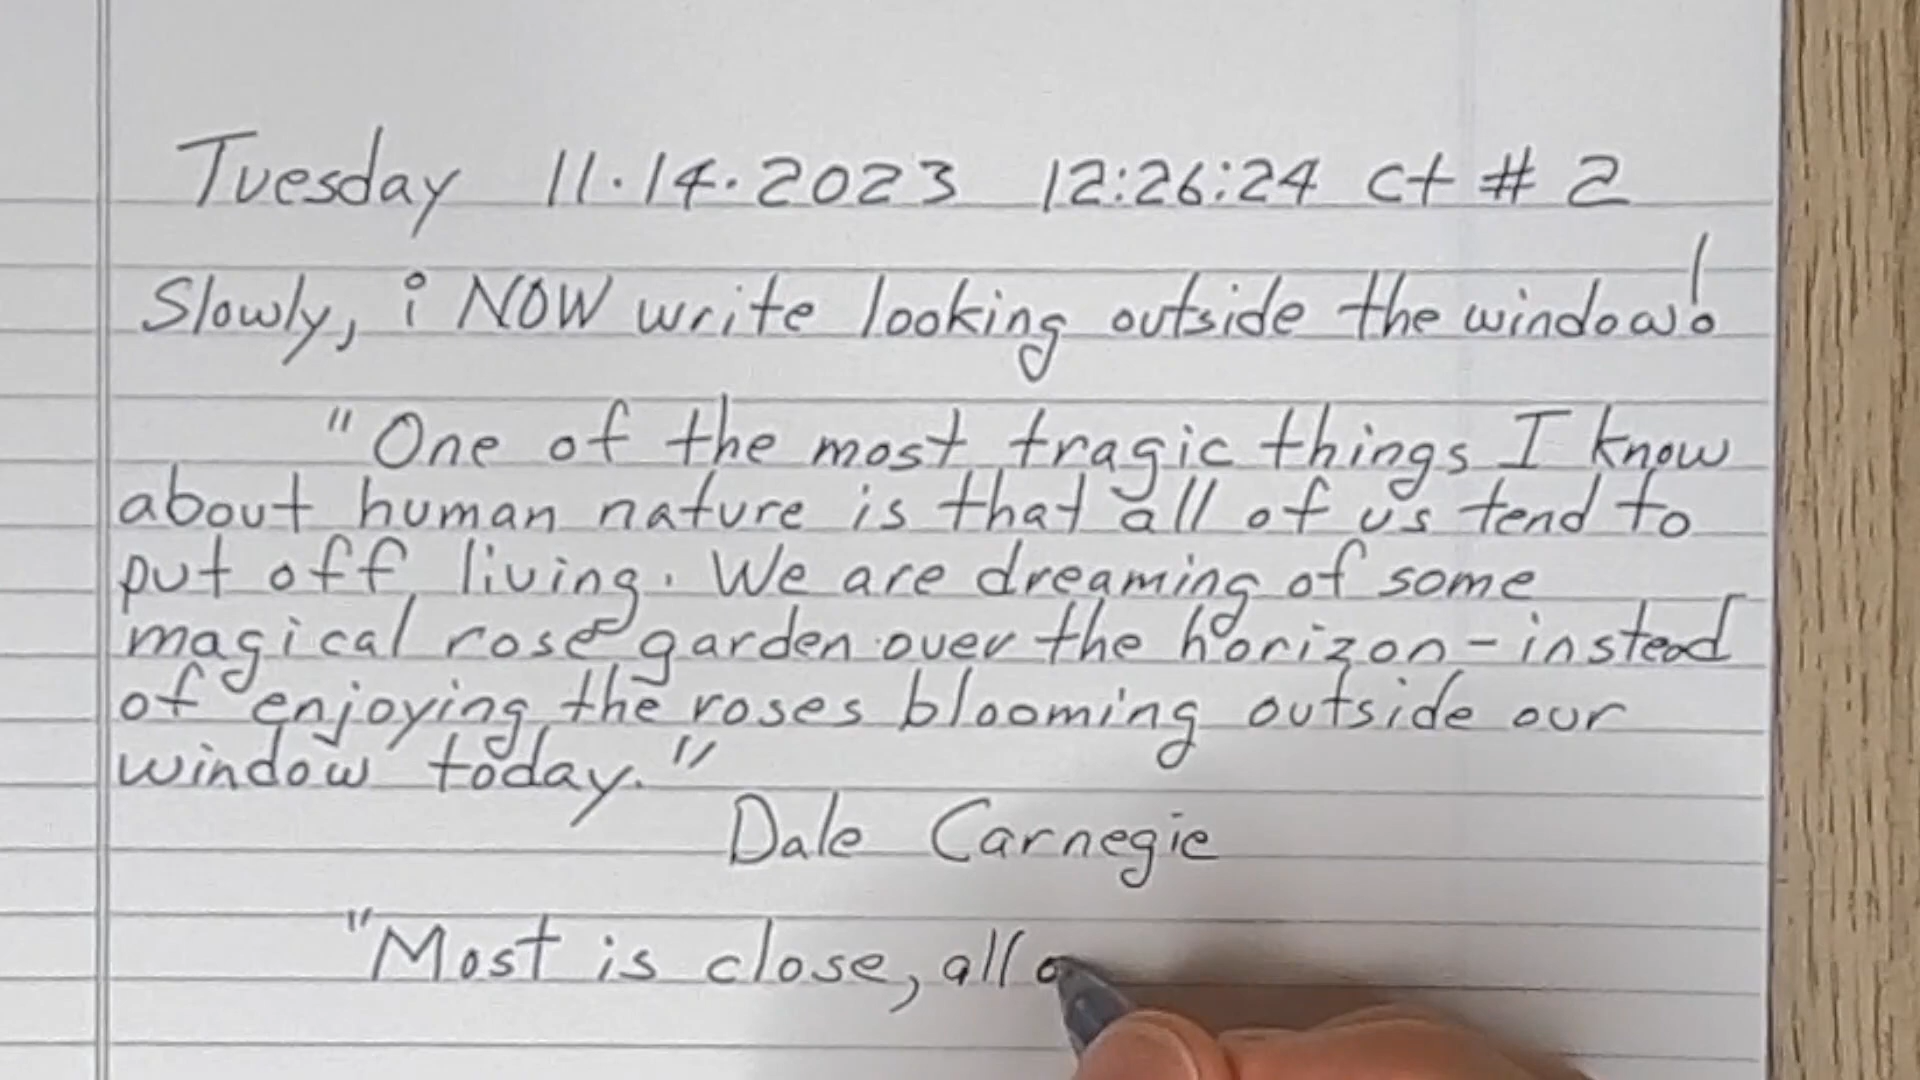 Tuesday 11.14.2023 12:26:24 ct # 2
Slowly, i NOW write looking outside the window!
"One of the most tragic things I know
about human nature is that all of us tend to
put off living. We are dreaming of some
magical rose garden over the horizon-instead
of enjoying the roses blooming outside our
window today."
Dale Carnegie
"Most is close, all